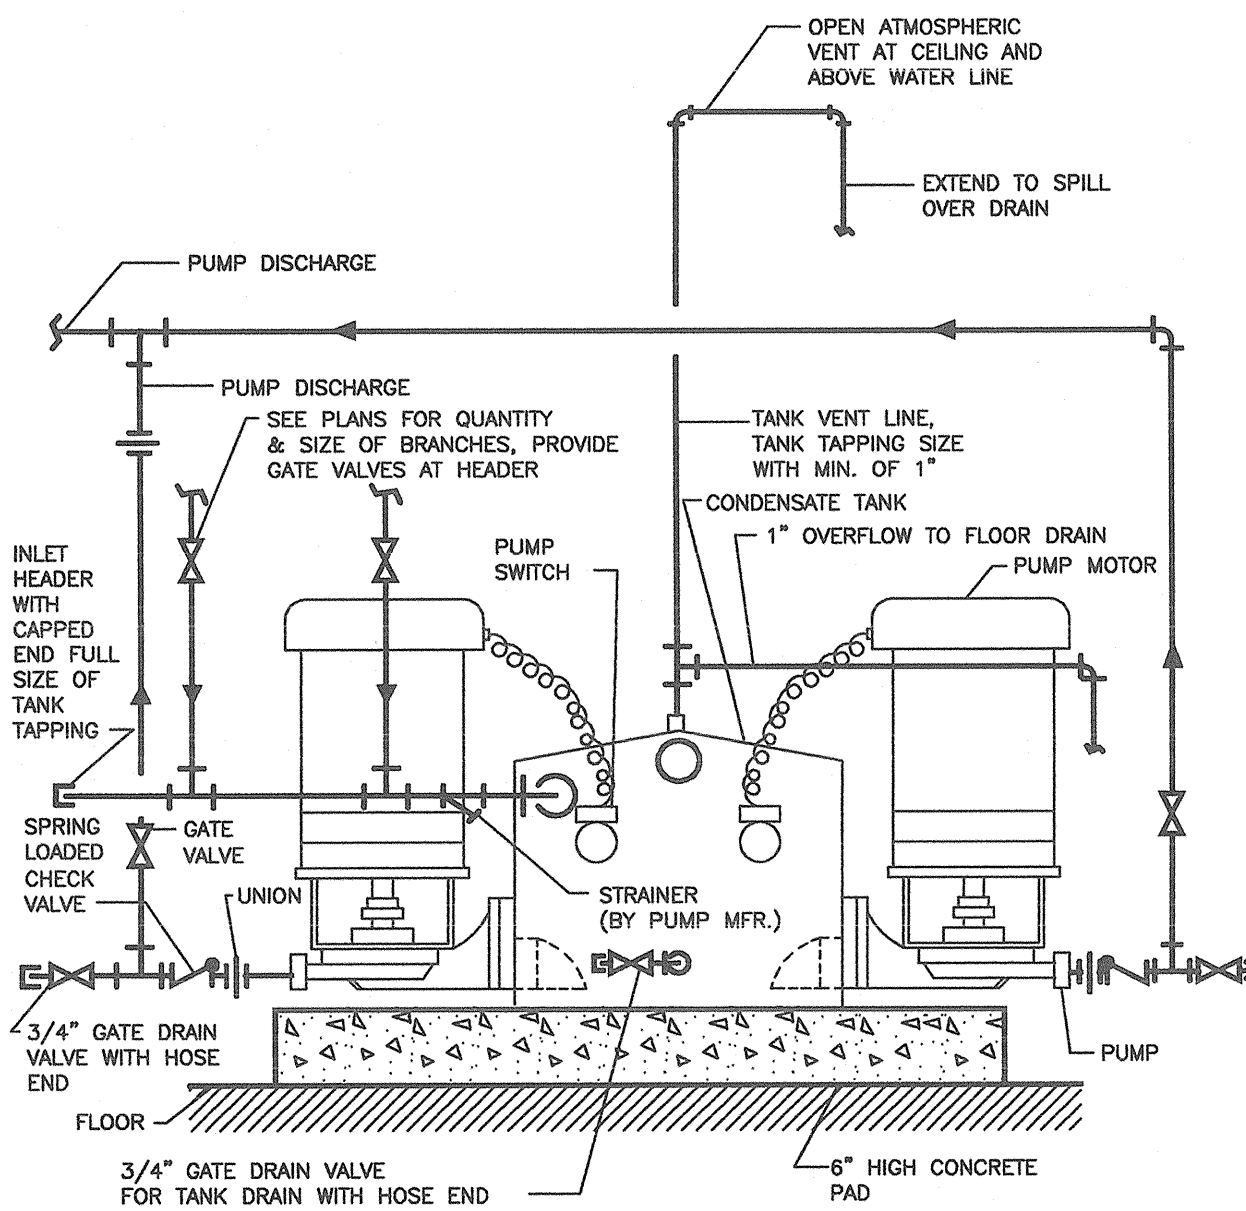 OPEN ATMOSPHERIC
VENT AT CEILING AND
ABOVE WATER LINE
EXTEND TO SPILL
OVER DRAIN
PUMP DISCHARGE
PUMP DISCHARGE
SEE PLANS FOR QUANTITY
& SIZE OF BRANCHES, PROVIDE
GATE VALVES AT HEADER
TANK VENT LINE,
TANK TAPPING SIZE
WITH MIN. OF 1"
CONDENSATE TANK
1" OVERFLOW TO FLOOR DRAIN
PUMP MOTOR
PUMP
SWITCH
INLET
HEADER
WITH
CAPPED
END FULL
SIZE OF
TANK
TAPPING
SPRING
LOADED
CHECK
VALVE
GATE
VALVE
UNION
STRAINER
(BY PUMP MFR.)
3/4" GATE DRAIN
VALVE WITH HOSE
END
PUMP
FLOOR
3/4" GATE DRAIN VALVE
FOR TANK DRAIN WITH HOSE END
6" HIGH CONCRETE
PAD